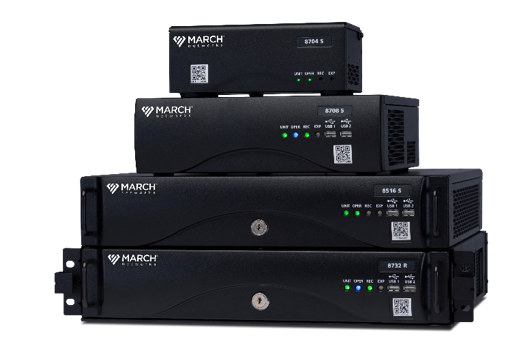 MARCH
networks
8704 S
UNIT OPER REC EXP
MARCH
NETWORKS
8708 S
UNIT OPER REC EXP USB 1 USB 2
MARCH
networks
8516 S
UNIT OPER REC EXP USB 1 USB 2
MARCH
networks
8732 R
UNIT OPER REC EXP USB 1 USB 2